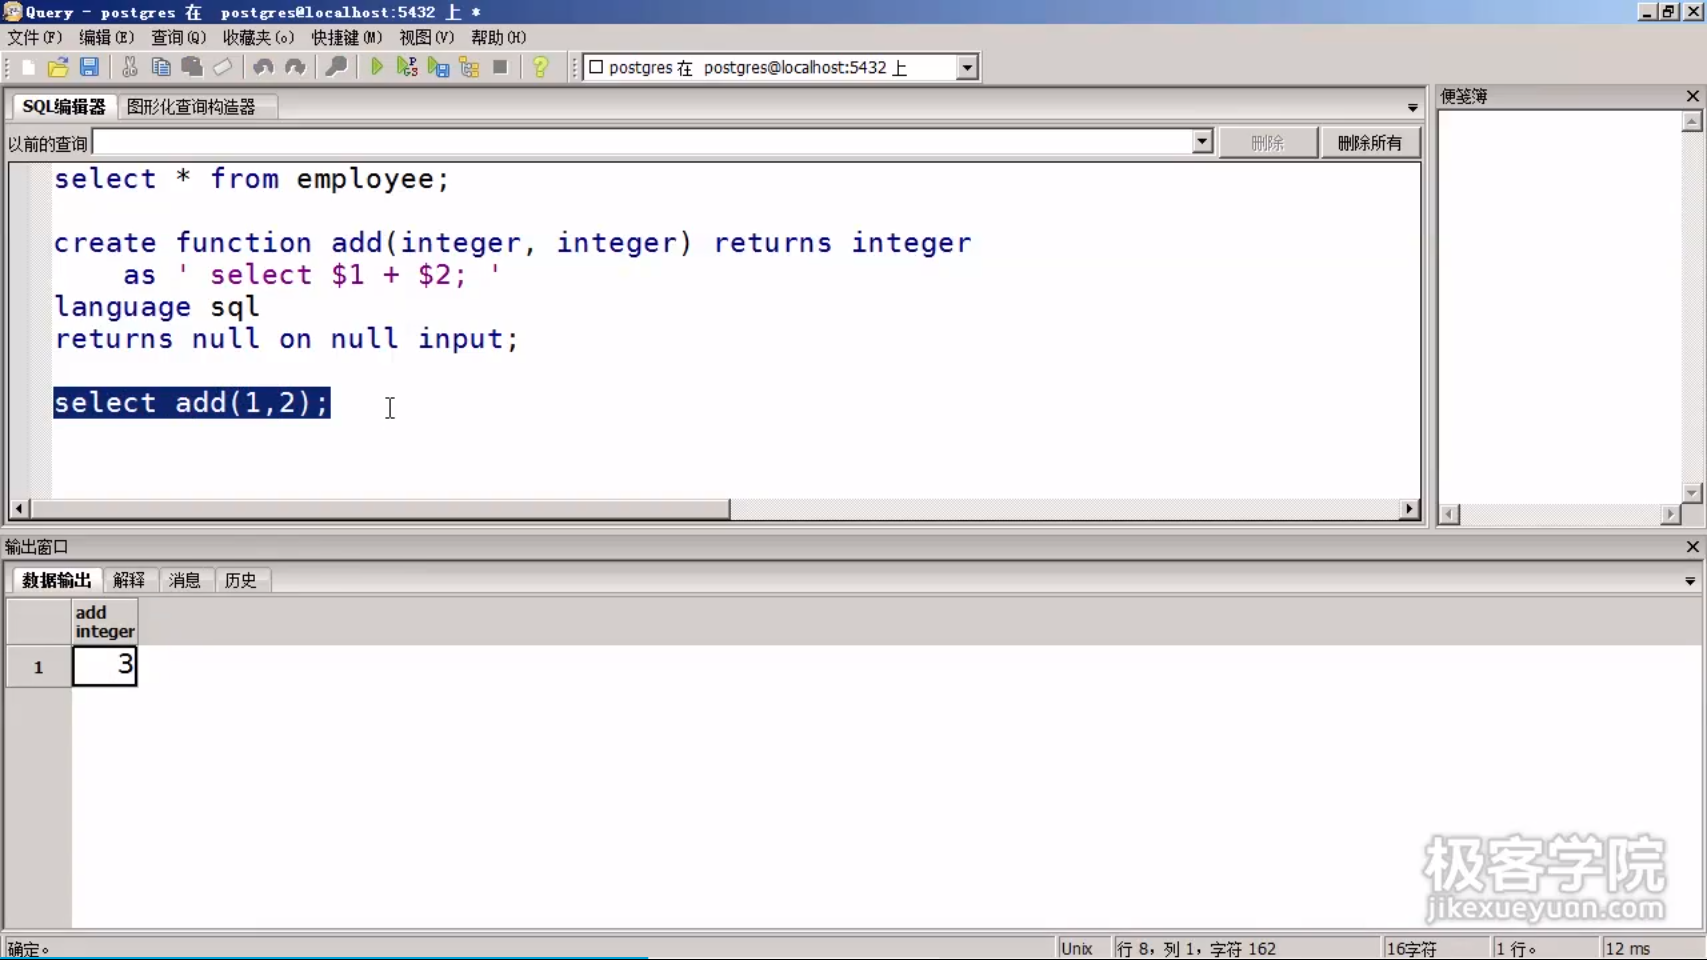 Query - postgres 在 postgres@localhost:5432 上 *
文件(F) 编辑(E) 查询(Q) 收藏夹(o) 快捷键(M) 视图(V) 帮助(H)
postgres 在 postgres@localhost:5432 上
SQL编辑器 图形化查询构造器
便笺簿
以前的查询 删除 删除所有
select * from employee;
create function add(integer, integer) returns integer
as ' select $1 + $2; '
language sql
returns null on null input;
select add(1,2);
输出窗口
数据输出 解释 消息 历史
add
integer
1 3
极客学院
jikexueyuan.com
确定。 Unix 行 8, 列 1, 字符 162 16字符 1 行。 12 ms